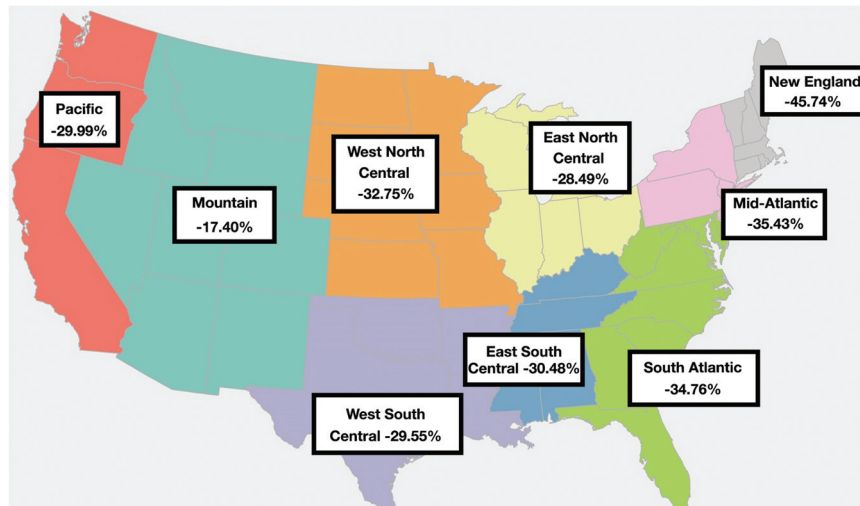 New England
-45.74%
Pacific
-29.99%
West North
Central
-32.75%
East North
Central
-28.49%
Mountain
-17.40%
Mid-Atlantic
-35.43%
East South
Central -30.48%
South Atlantic
-34.76%
West South
Central -29.55%